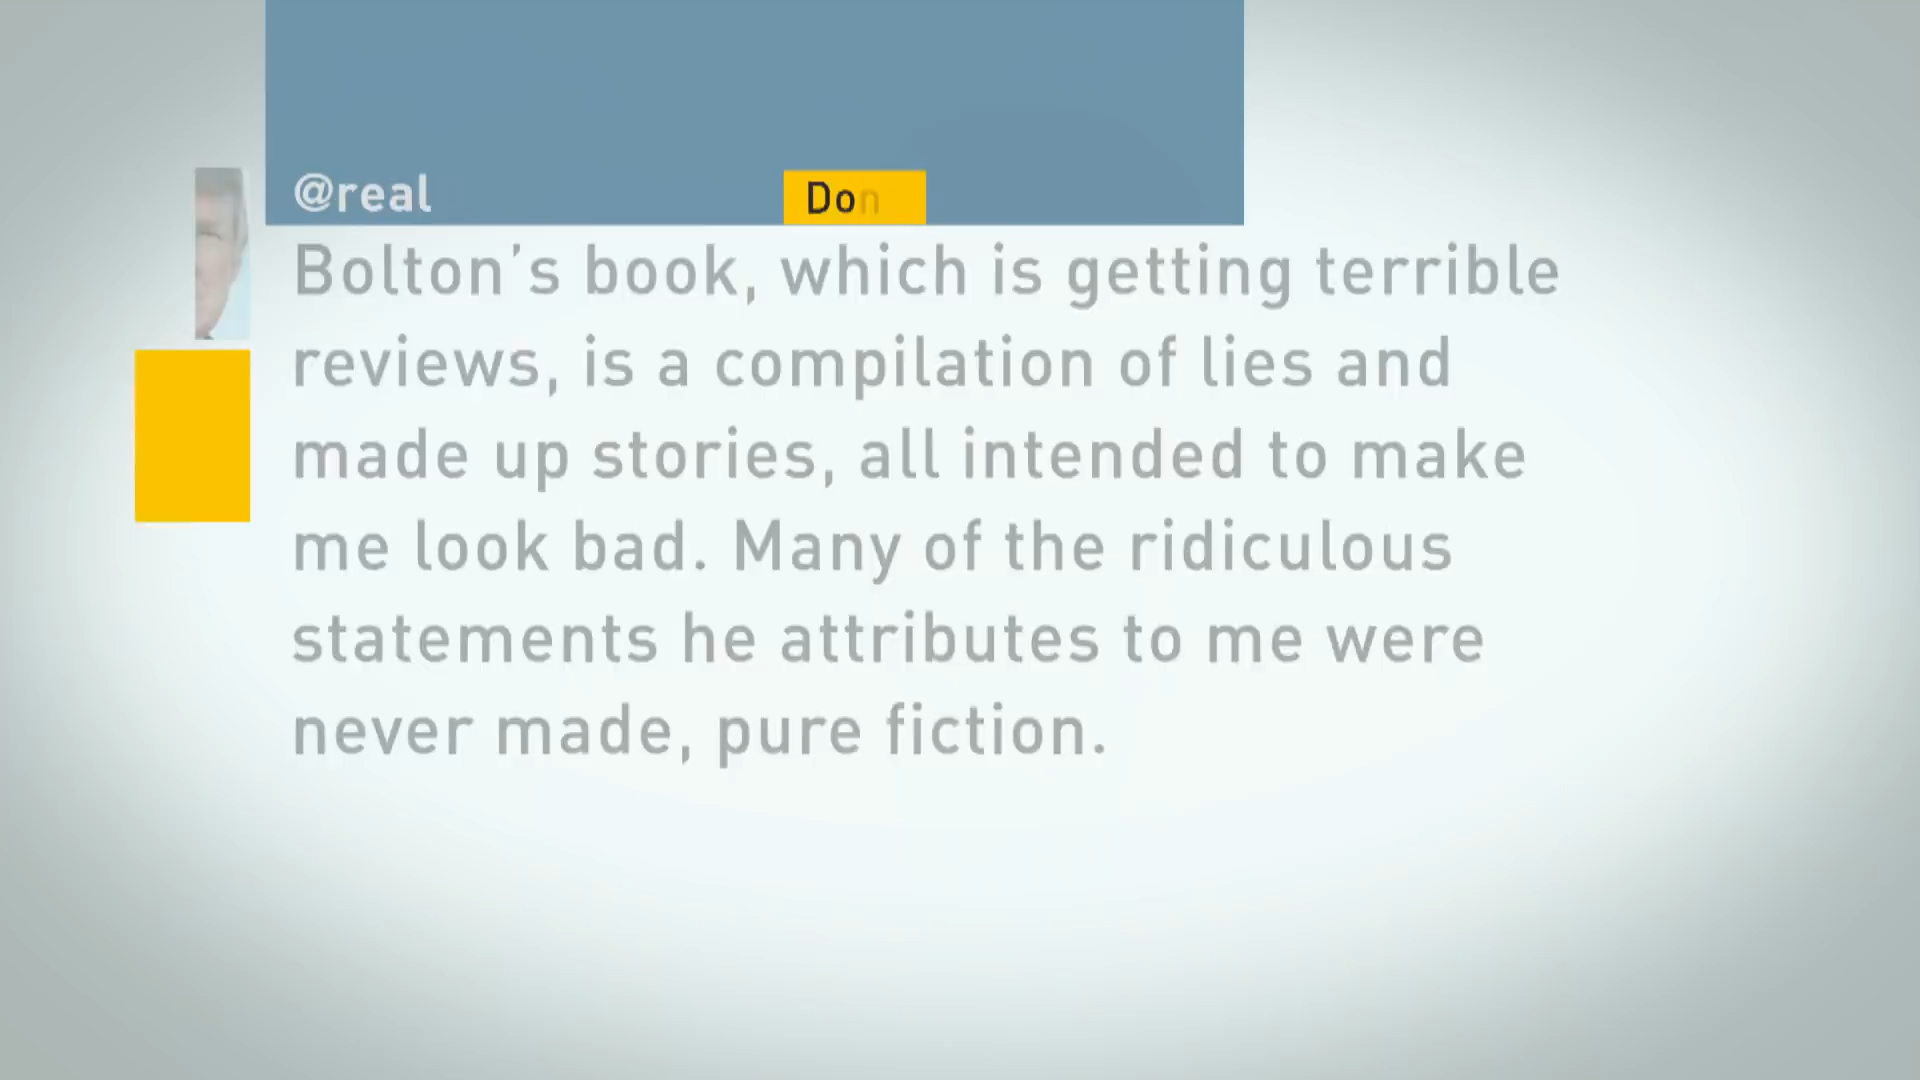 @real
Don
Bolton's book, which is getting terrible
reviews, is a compilation of lies and
made up stories, all intended to make
me look bad. Many of the ridiculous
statements he attributes to me were
never made, pure fiction.